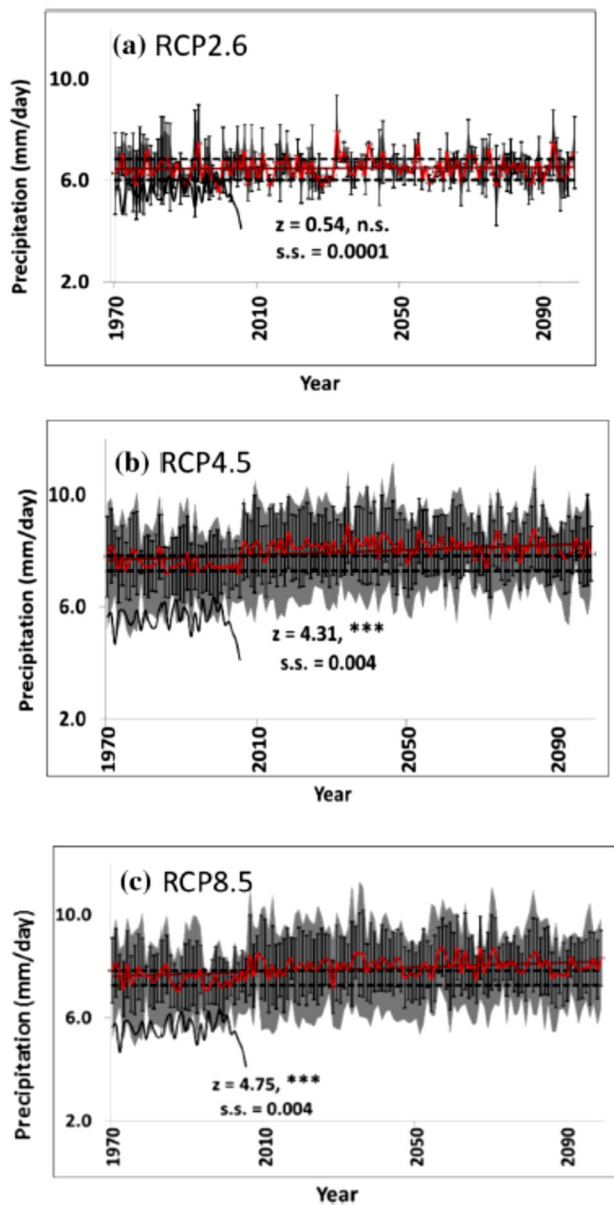 (a) RCP2.6
Precipitation (mm/day)
10.0
6.0
2.0
z = 0.54, n.s.
s.s. = 0.0001
1970
2010
2050
2090
Year
(b) RCP4.5
Precipitation (mm/day)
10.0
6.0
2.0
z = 4.31, ***
s.s. = 0.004
1970
2010
2050
2090
Year
(c) RCP8.5
Precipitation (mm/day)
10.0
6.0
2.0
z = 4.75, ***
s.s. = 0.004
1970
2010
2050
2090
Year